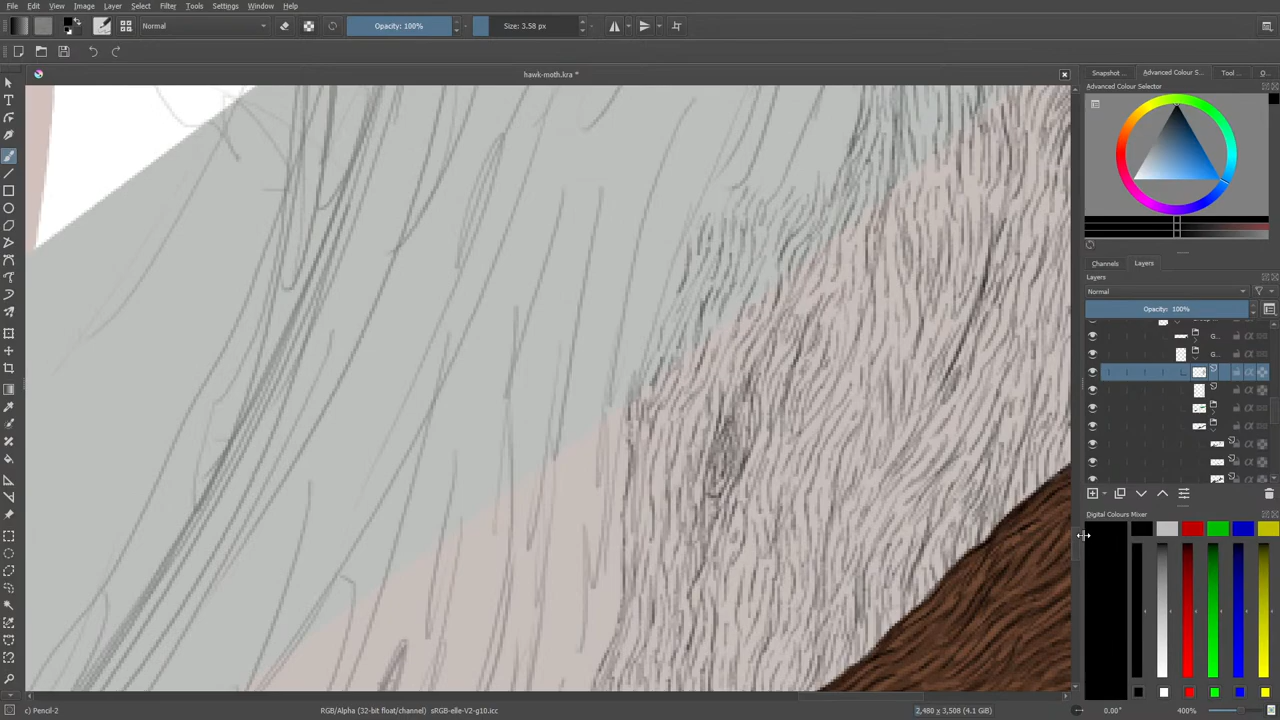 File Edit View Image Layer Select Filter Tools Settings Window Help
Normal Opacity: 100% Size: 3.58 px
hawk-moth.kra *
Snapshot ... Advanced Colour S... Tool ... O...
Advanced Colour Selector
Channels Layers
Layers
Normal
Opacity: 100%
G...
G...
Digital Colours Mixer
c) Pencil-2 RGB/Alpha (32-bit float/channel) sRGB-elle-V2-g10.icc 2,480 x 3,508 (4.1 GiB) 0.00° 400%